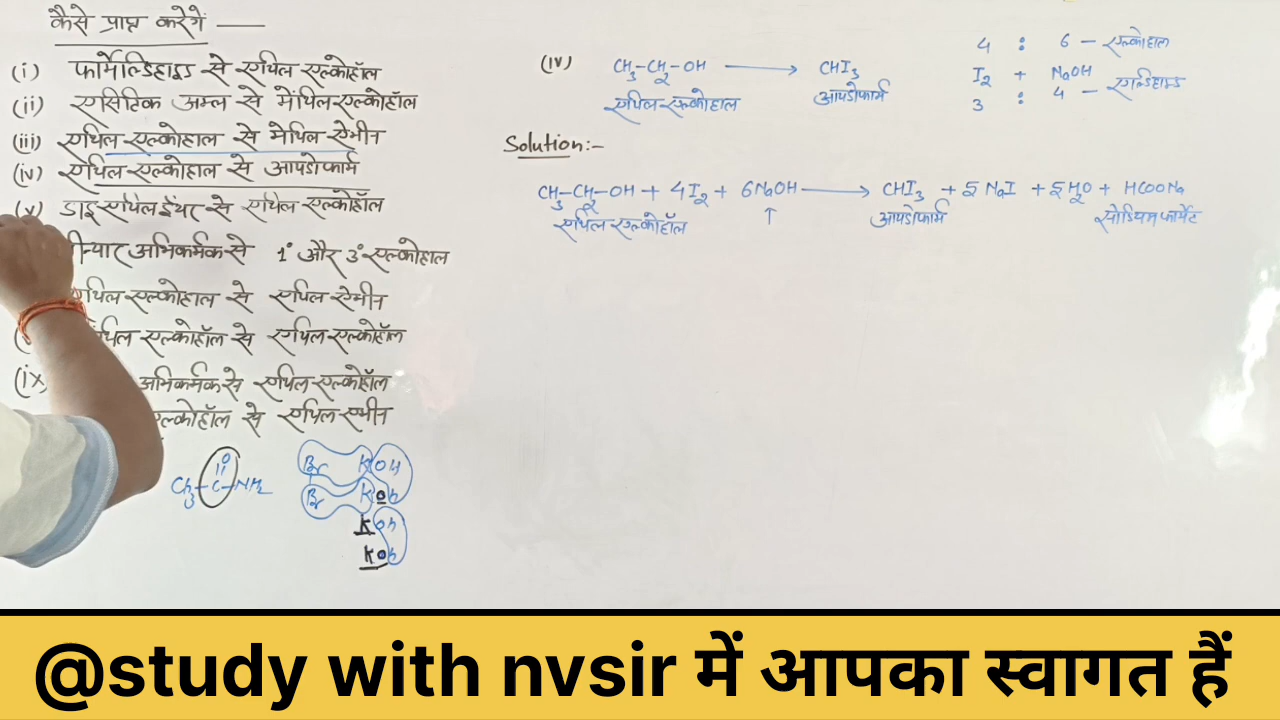 कैसे प्राप्त करेगें —
(i) फार्मेल्डिहाइड से एथिल एल्कोहॉल
(ii) एसिटिक अम्ल से मेथिल एल्कोहॉल
(iii) एथिल एल्कोहाल से मेथिल ऐमीन
(iv) एथिल एल्कोहाल से आयडोफार्म
(v) डाइएथिल ईथर से एथिल एल्कोहॉल
अभिकर्मक से 1° और 3° एल्कोहाल
एथिल एल्कोहाल से एथिल ऐमीन
एल्कोहॉल से एथिल एल्कोहॉल
(ix) अभिकर्मक से एथिल एल्कोहॉल
एल्कोहॉल से एथिल एमीन
O
CH3–C–NH2
Br KOH
Br KOH
KOH
KOH
(iv) CH3–CH2–OH ⟶ CHI3
एथिल एल्कोहाल आयडोफार्म
4 : 6 – एल्कोहाल
I2 + NaOH
3 : 4 – एल्डिहाइड
Solution:-
CH3–CH2–OH + 4I2 + 6NaOH ⟶ CHI3 + 5NaI + 5H2O + HCOONa
एथिल एल्कोहॉल ↑ आयडोफार्म सोडियम फार्मेट
@study with nvsir में आपका स्वागत हैं